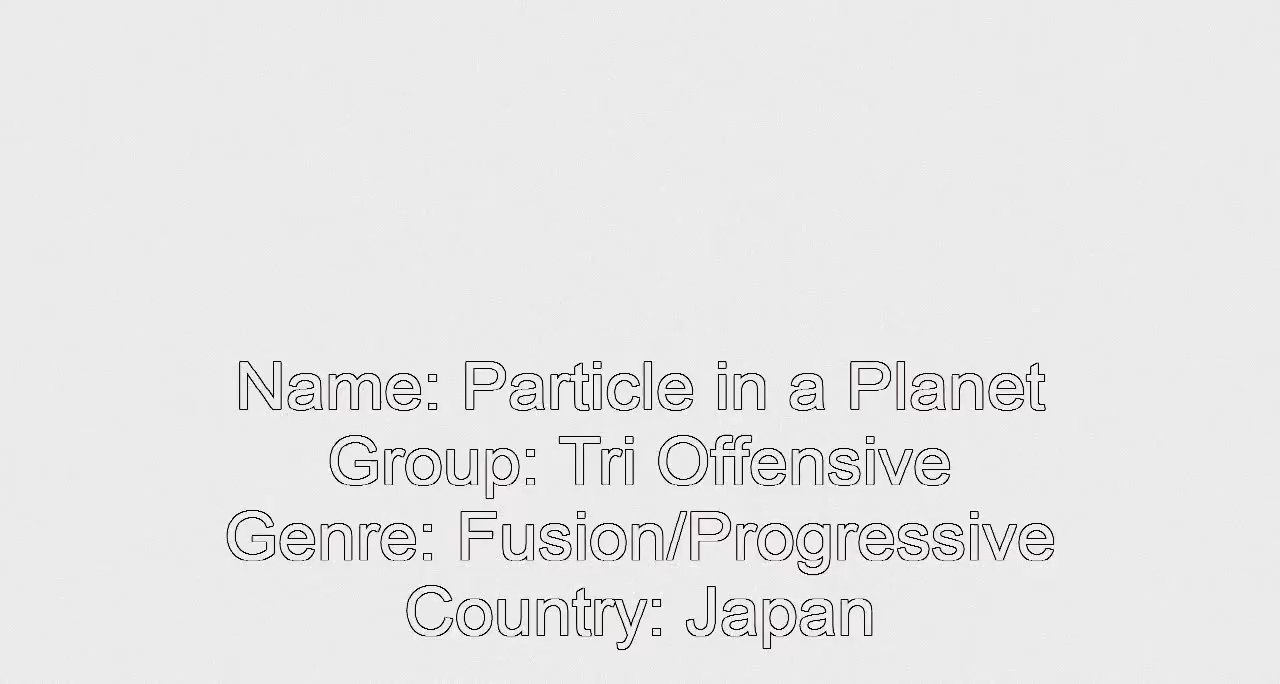 Name: Particle in a Planet
Group: Tri Offensive
Genre: Fusion/Progressive
Country: Japan